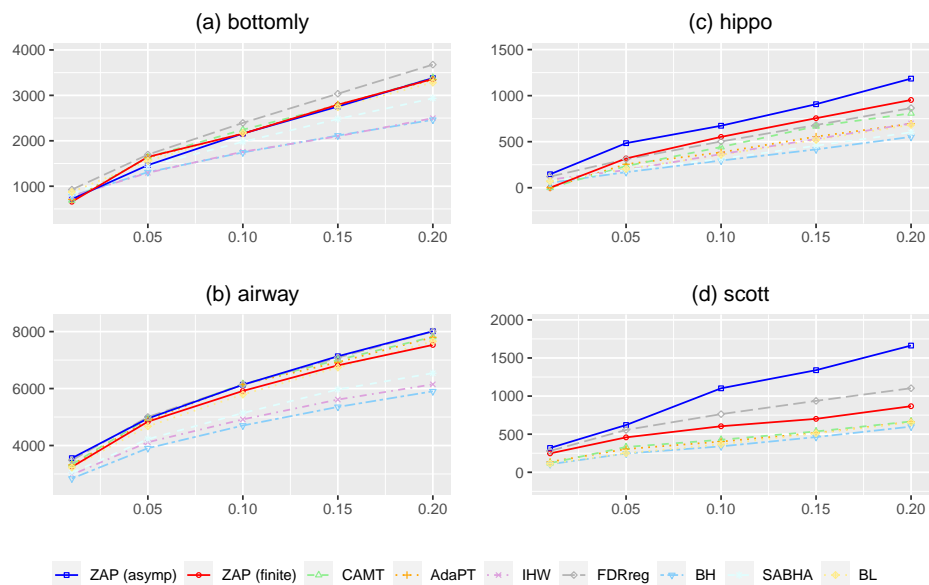 (a) bottomly
4000
3000
2000
1000
0.05 0.10 0.15 0.20
(c) hippo
1500
1000
500
0
0.05 0.10 0.15 0.20
(b) airway
8000
6000
4000
0.05 0.10 0.15 0.20
(d) scott
2000
1500
1000
500
0
0.05 0.10 0.15 0.20
ZAP (asymp) ZAP (finite) CAMT AdaPT IHW FDRreg BH SABHA BL